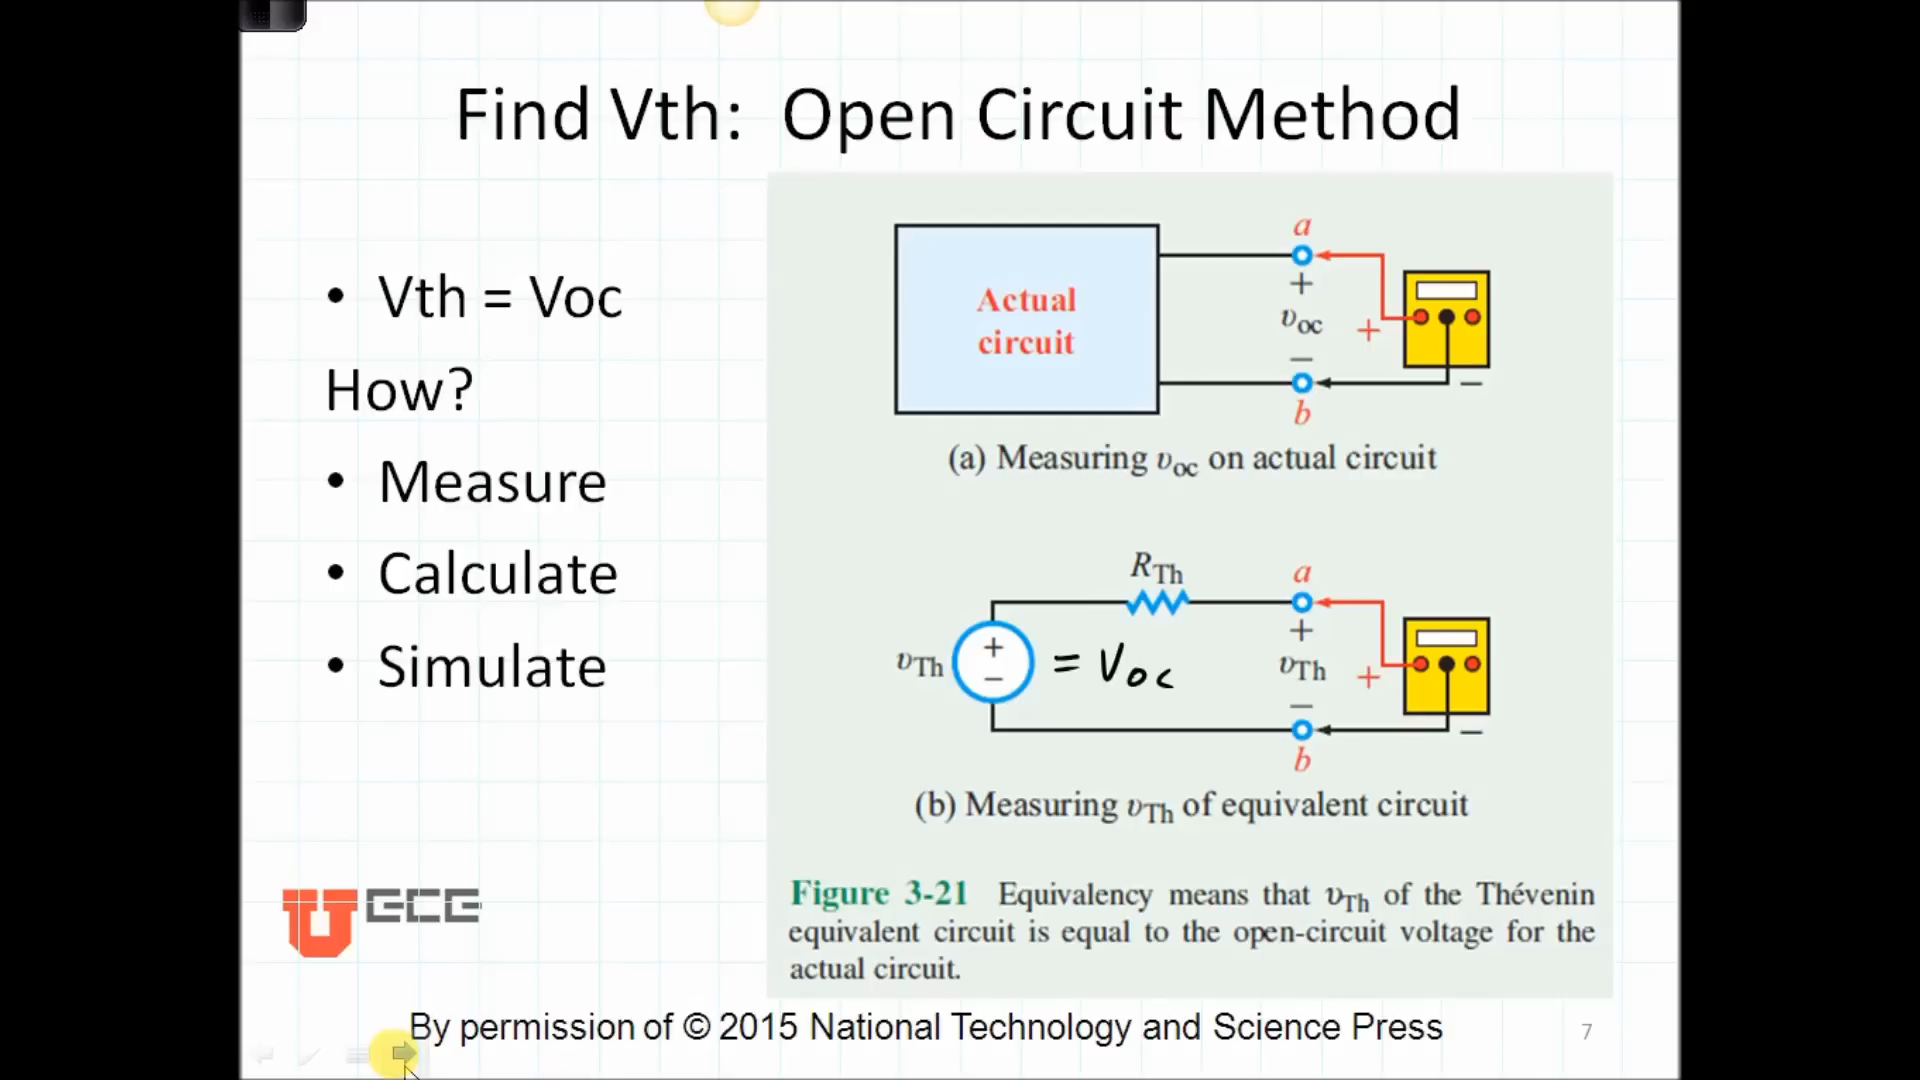 Find Vth: Open Circuit Method
• Vth = Voc
How?
• Measure
• Calculate
• Simulate
Actual
circuit
a
+
υoc
−
b
+
−
(a) Measuring υoc on actual circuit
RTh
υTh
+
−
= Voc
a
+
υTh
−
b
+
−
(b) Measuring υTh of equivalent circuit
Figure 3-21 Equivalency means that υTh of the Thévenin
equivalent circuit is equal to the open-circuit voltage for the
actual circuit.
U ECE
By permission of © 2015 National Technology and Science Press
7